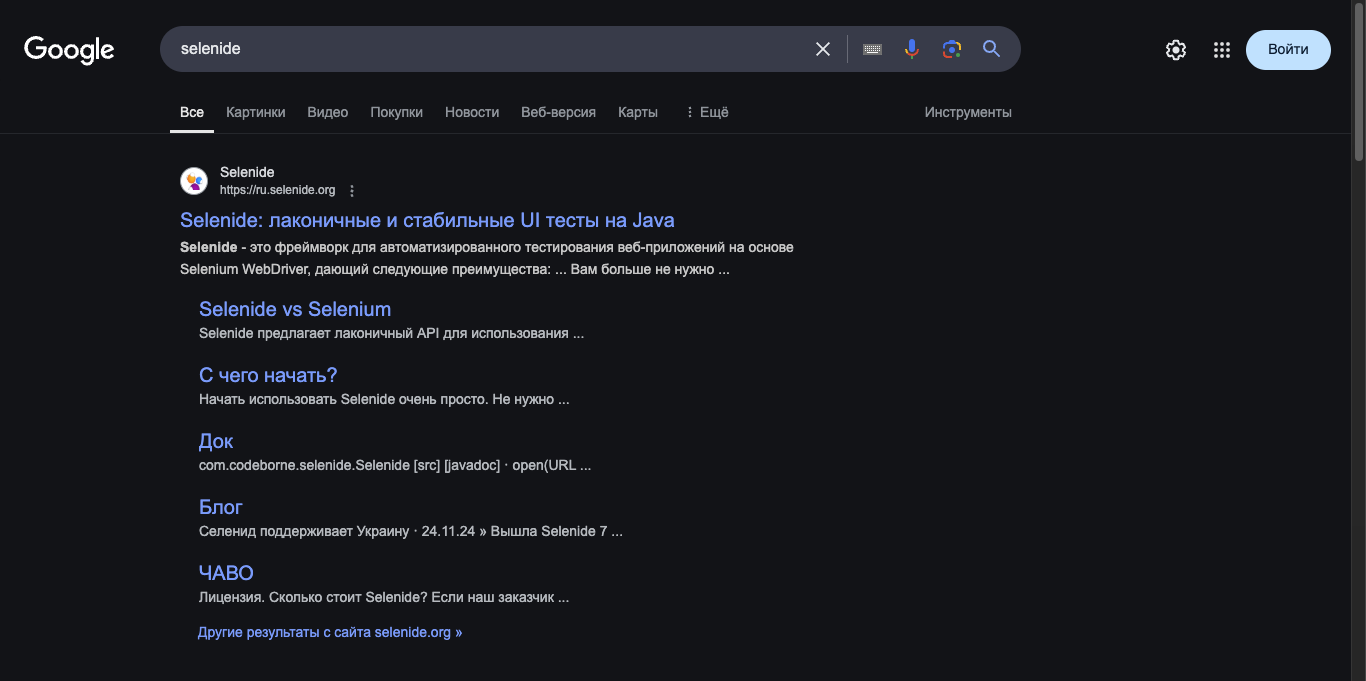 Google
selenide
Войти
Все
Картинки
Видео
Покупки
Новости
Веб-версия
Карты
Ещё
Инструменты
Selenide
https://ru.selenide.org
Selenide: лаконичные и стабильные UI тесты на Java
Selenide - это фреймворк для автоматизированного тестирования веб-приложений на основе
Selenium WebDriver, дающий следующие преимущества: ... Вам больше не нужно ...
Selenide vs Selenium
Selenide предлагает лаконичный API для использования ...
С чего начать?
Начать использовать Selenide очень просто. Не нужно ...
Док
com.codeborne.selenide.Selenide [src] [javadoc] · open(URL ...
Блог
Селенид поддерживает Украину · 24.11.24 » Вышла Selenide 7 ...
ЧАВО
Лицензия. Сколько стоит Selenide? Если наш заказчик ...
Другие результаты с сайта selenide.org »